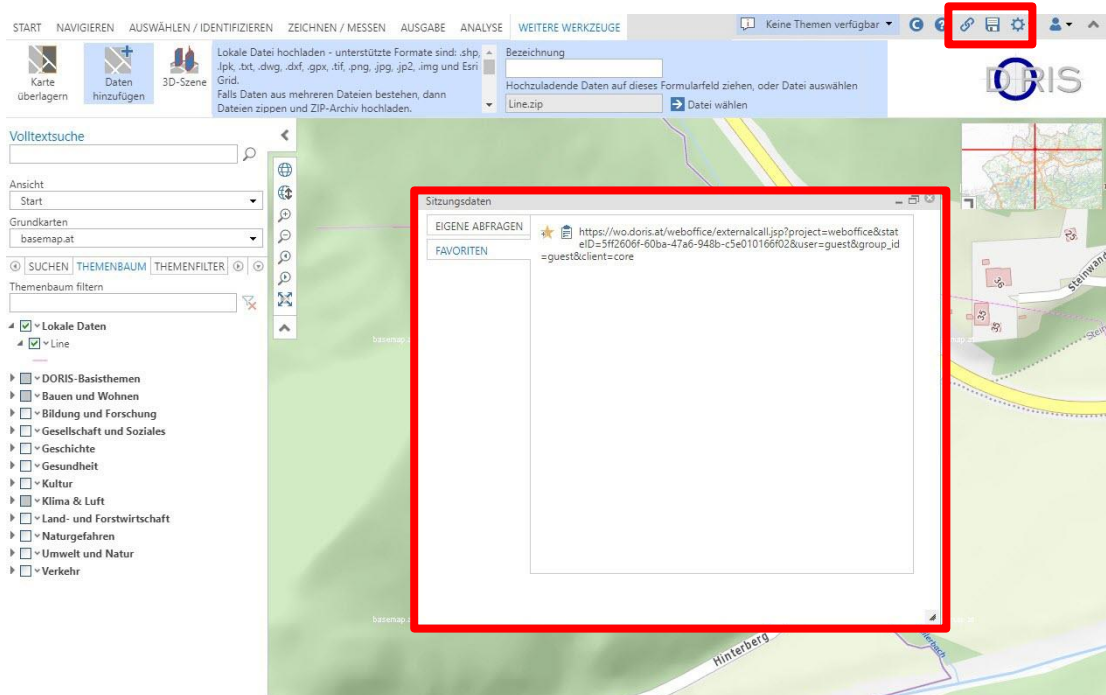 START NAVIGIEREN AUSWÄHLEN / IDENTIFIZIEREN ZEICHNEN / MESSEN AUSGABE ANALYSE WEITERE WERKZEUGE
Keine Themen verfügbar
Karte überlagern
Daten hinzufügen
3D-Szene
Lokale Datei hochladen - unterstützte Formate sind: .shp,
.lpk, .txt, .dwg, .dxf, .gpx, .tif, .png, .jpg, .jp2, .img und Esri
Grid.
Falls Daten aus mehreren Dateien bestehen, dann
Dateien zippen und ZIP-Archiv hochladen.
Bezeichnung
Hochzuladende Daten auf dieses Formularfeld ziehen, oder Datei auswählen
Line.zip
Datei wählen
DORIS
Volltextsuche
Ansicht
Start
Grundkarten
basemap.at
SUCHEN THEMENBAUM THEMENFILTER
Themenbaum filtern
Lokale Daten
Line
DORIS-Basisthemen
Bauen und Wohnen
Bildung und Forschung
Gesellschaft und Soziales
Geschichte
Gesundheit
Kultur
Klima & Luft
Land- und Forstwirtschaft
Naturgefahren
Umwelt und Natur
Verkehr
Sitzungsdaten
EIGENE ABFRAGEN
FAVORITEN
https://wo.doris.at/weboffice/externalcall.jsp?project=weboffice&stat
eID=5ff2606f-60ba-47a6-948b-c5e010166f02&user=guest&group_id
=guest&client=core
36
35
Steinwand
Hinterberg